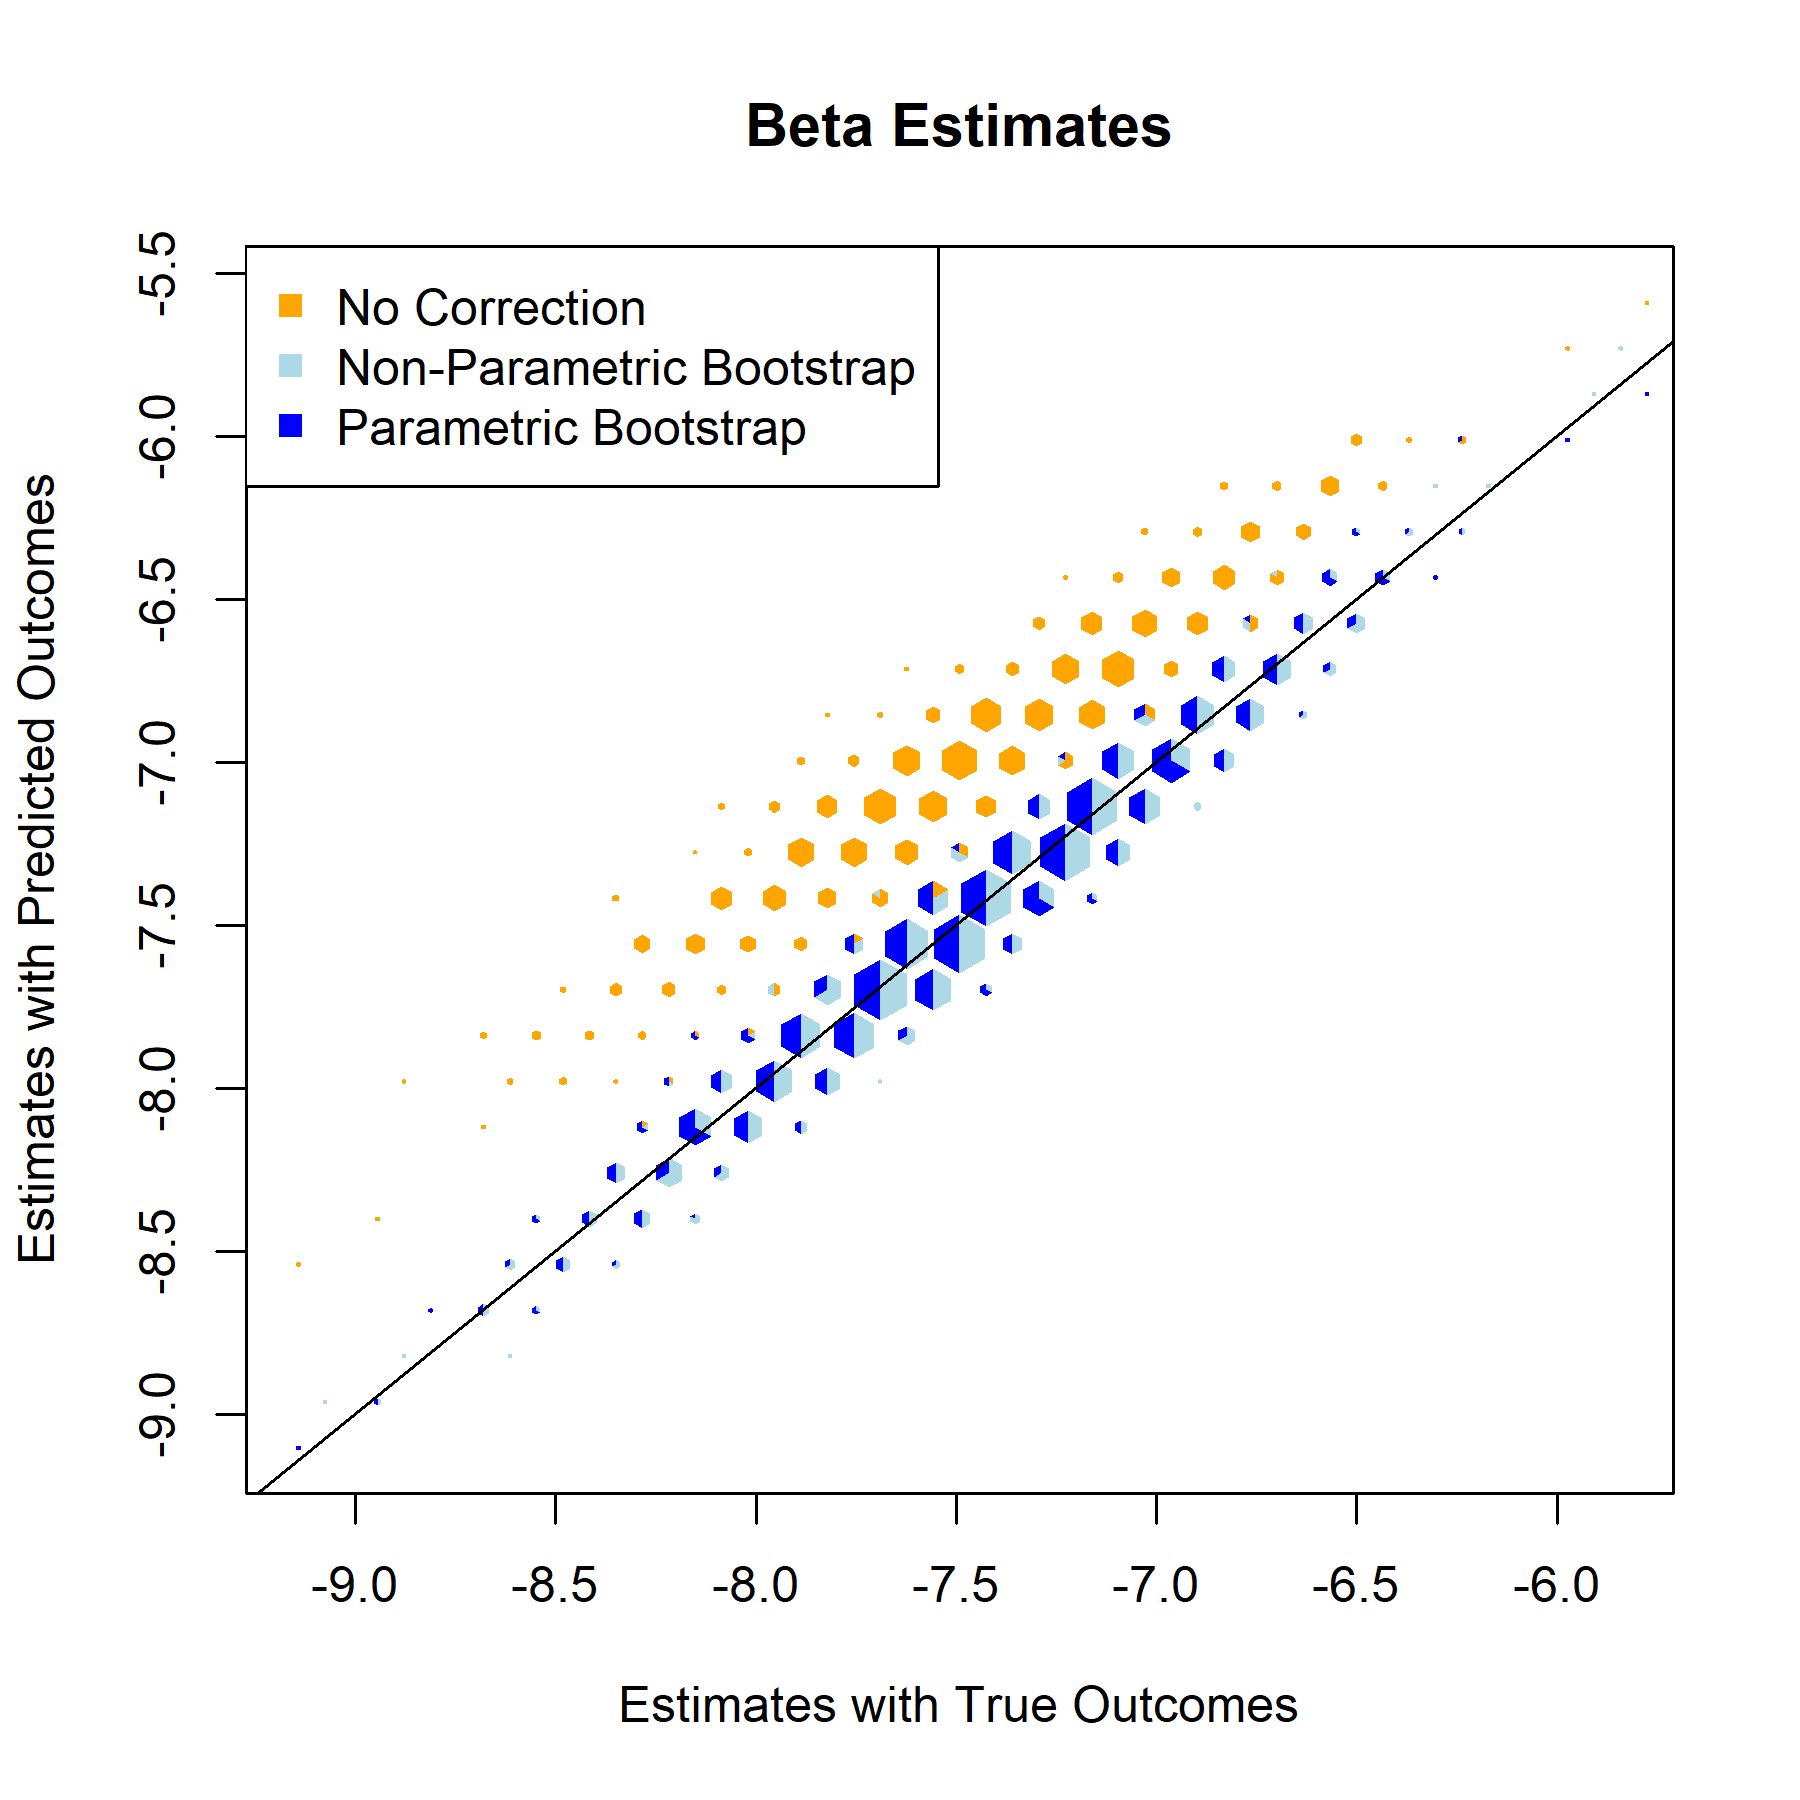 Beta Estimates
No Correction
Non-Parametric Bootstrap
Parametric Bootstrap
Estimates with Predicted Outcomes
-5.5
-6.0
-6.5
-7.0
-7.5
-8.0
-8.5
-9.0
-9.0 -8.5 -8.0 -7.5 -7.0 -6.5 -6.0
Estimates with True Outcomes